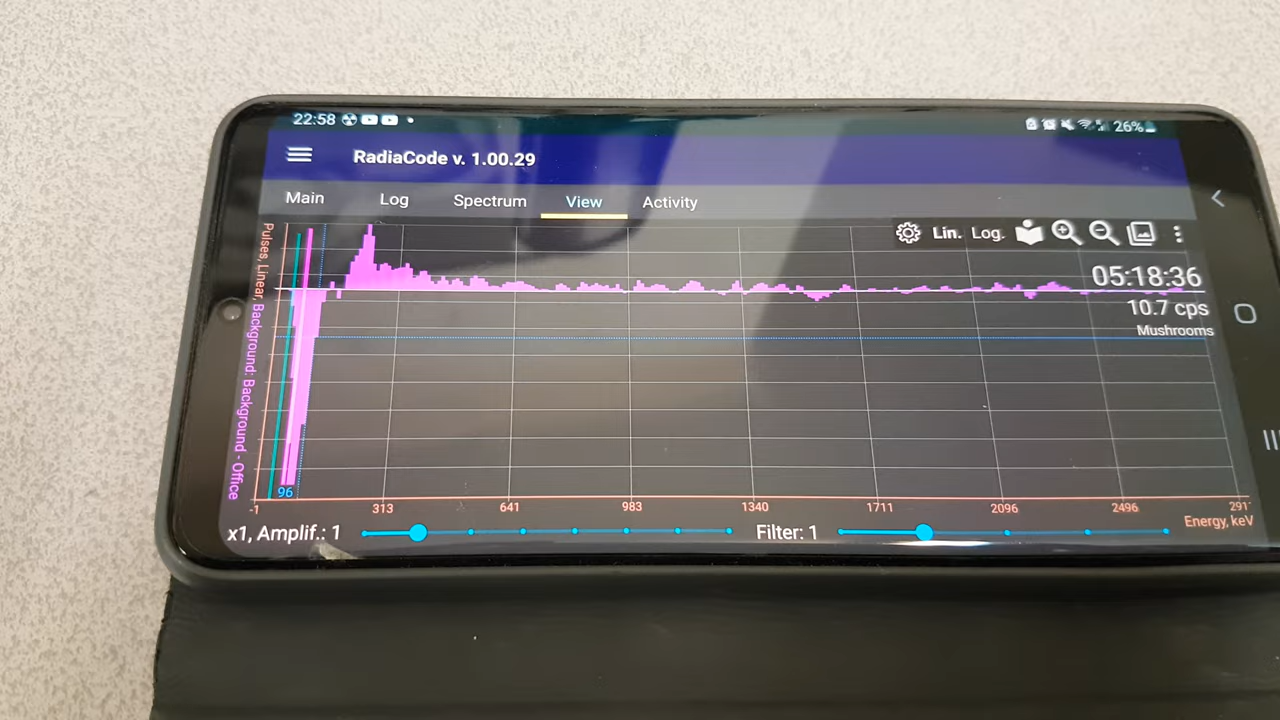 22:58
26%
RadiaCode v. 1.00.29
Main
Log
Spectrum
View
Activity
Lin.
Log.
05:18:36
10.7 cps
Mushrooms
Pulses, Linear, Background: Background - Office
96
-1
313
641
983
1340
1711
2096
2496
291
Energy, keV
x1, Amplif.: 1
Filter: 1